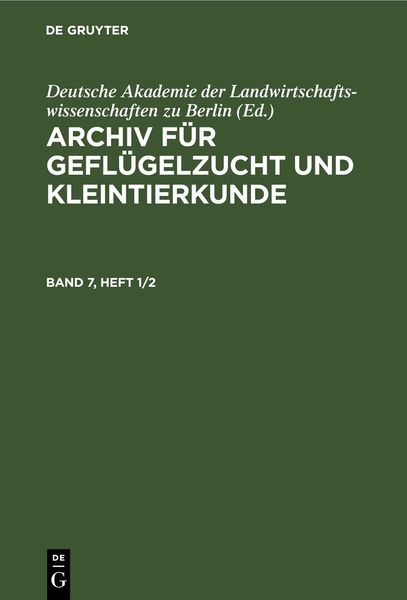 DE GRUYTER
Deutsche Akademie der Landwirtschafts-
wissenschaften zu Berlin (Ed.)
ARCHIV FÜR
GEFLÜGELZUCHT UND
KLEINTIERKUNDE
BAND 7, HEFT 1/2
DE
G